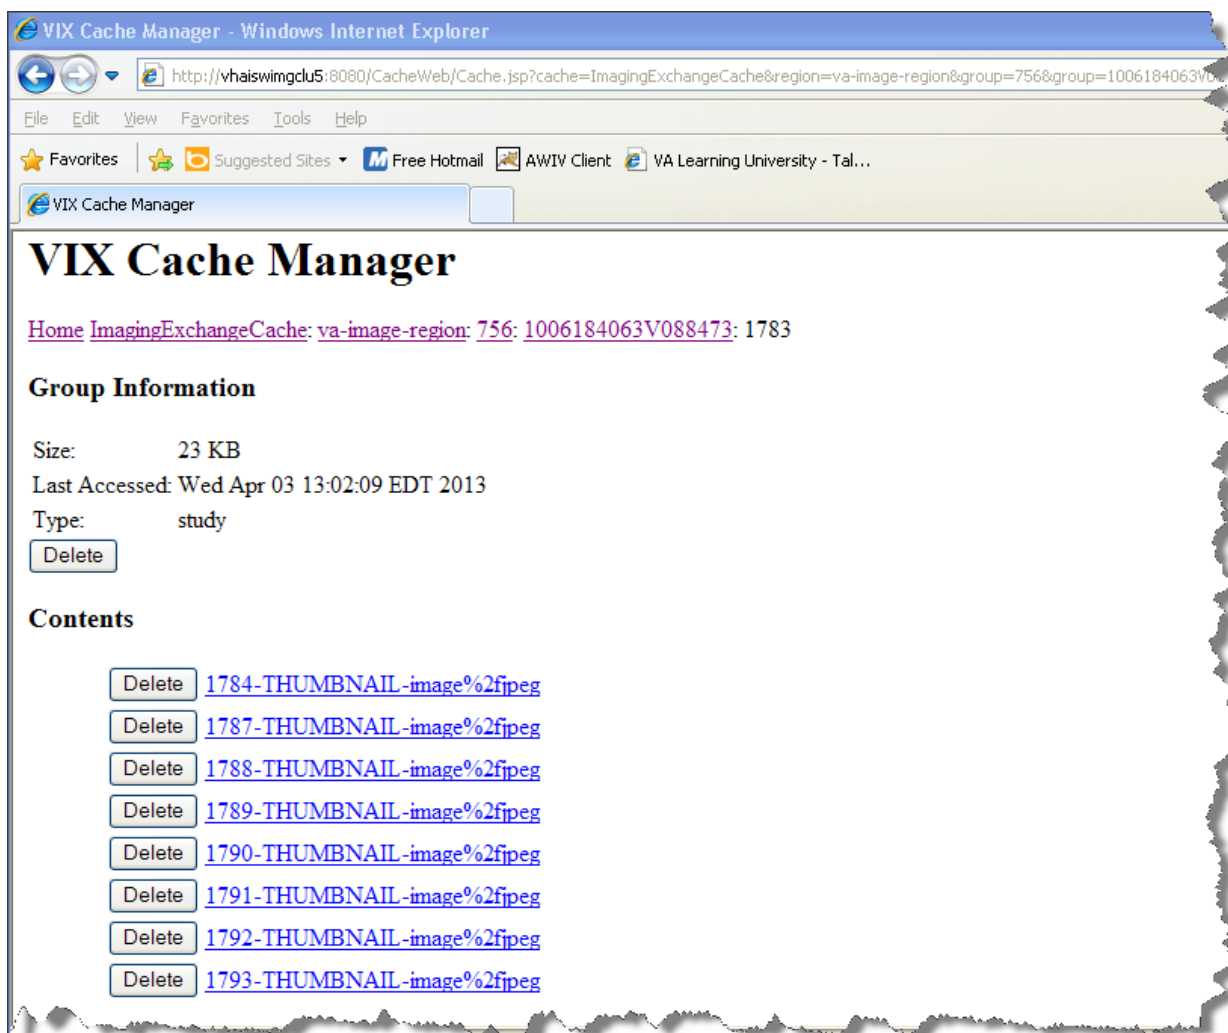 VIX Cache Manager - Windows Internet Explorer
http://vhaiswimgclu5:8080/CacheWeb/Cache.jsp?cache=ImagingExchangeCache&region=va-image-region&group=756&group=1006184063V0
File Edit View Favorites Tools Help
Favorites Suggested Sites Free Hotmail AWIV Client VA Learning University - Tal...
VIX Cache Manager
VIX Cache Manager
Home ImagingExchangeCache: va-image-region: 756: 1006184063V088473: 1783
Group Information
Size: 23 KB
Last Accessed: Wed Apr 03 13:02:09 EDT 2013
Type: study
Delete
Contents
Delete 1784-THUMBNAIL-image%2fjpeg
Delete 1787-THUMBNAIL-image%2fjpeg
Delete 1788-THUMBNAIL-image%2fjpeg
Delete 1789-THUMBNAIL-image%2fjpeg
Delete 1790-THUMBNAIL-image%2fjpeg
Delete 1791-THUMBNAIL-image%2fjpeg
Delete 1792-THUMBNAIL-image%2fjpeg
Delete 1793-THUMBNAIL-image%2fjpeg